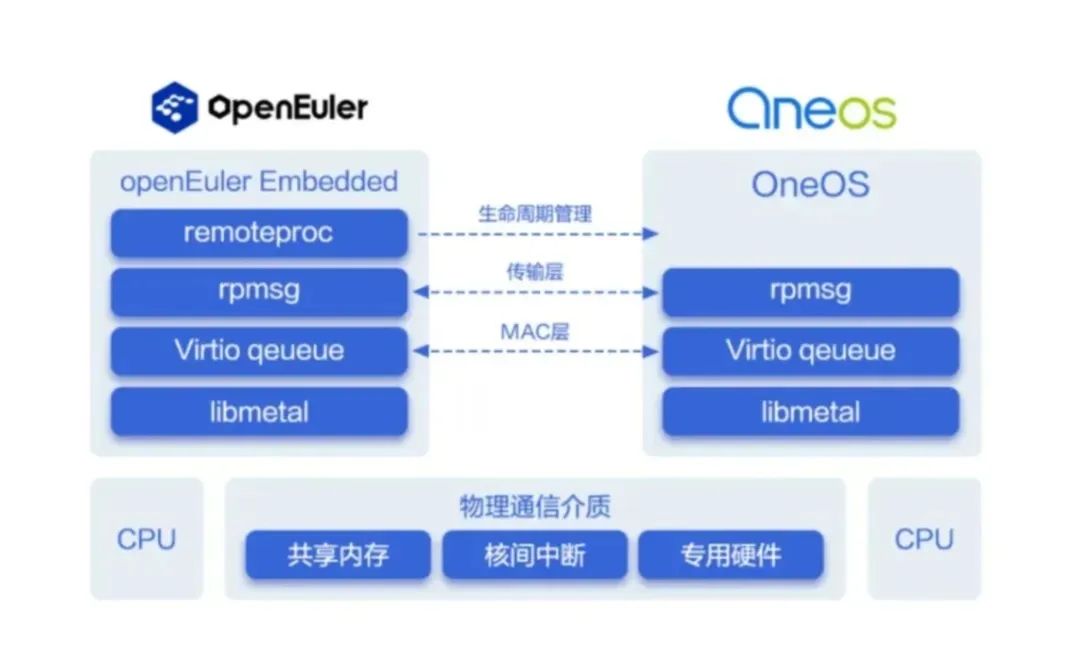 openEuler
OneOS
openEuler Embedded
remoteproc
rpmsg
Virtio qeueue
libmetal
生命周期管理
传输层
MAC层
OneOS
rpmsg
Virtio qeueue
libmetal
CPU
物理通信介质
共享内存
核间中断
专用硬件
CPU